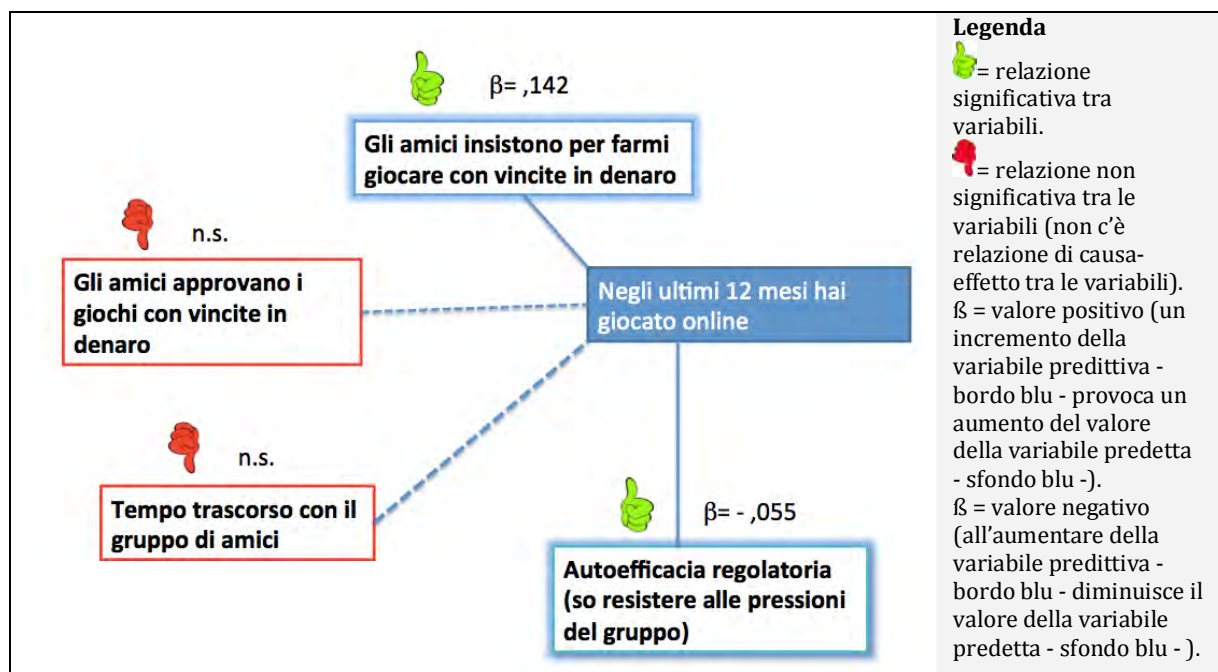 β= ,142
Gli amici insistono per farmi
giocare con vincite in denaro
n.s.
Gli amici approvano i
giochi con vincite in
denaro
Negli ultimi 12 mesi hai
giocato online
n.s.
Tempo trascorso con il
gruppo di amici
β= - ,055
Autoefficacia regolatoria
(so resistere alle pressioni
del gruppo)
Legenda
= relazione
significativa tra
variabili.
= relazione non
significativa tra le
variabili (non c’è
relazione di causa-
effetto tra le variabili).
ß = valore positivo (un
incremento della
variabile predittiva -
bordo blu - provoca un
aumento del valore
della variabile predetta
- sfondo blu -).
ß = valore negativo
(all’aumentare della
variabile predittiva -
bordo blu - diminuisce il
valore della variabile
predetta - sfondo blu - ).